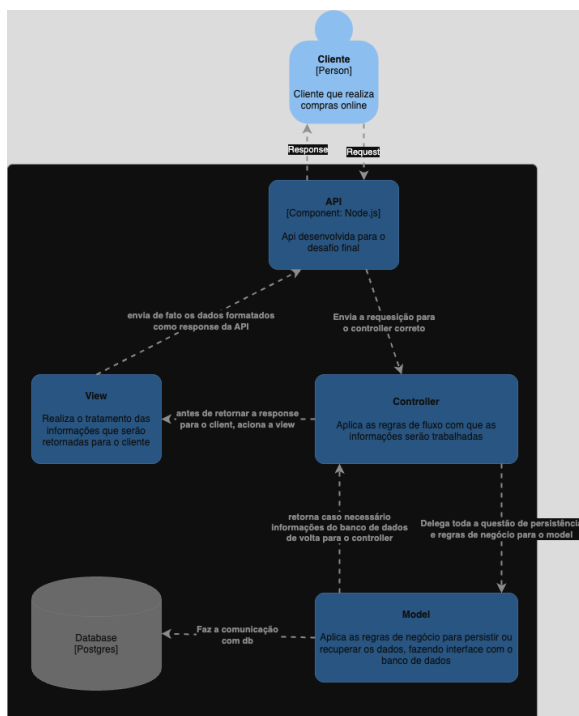 Cliente
[Person]
Cliente que realiza
compras online
Response
Request
API
[Component: Node.js]
Api desenvolvida para o
desafio final
envia de fato os dados formatados
como response da API
Envia a requesição para
o controller correto
View
Realiza o tratamento das
informações que serão
retornadas para o cliente
antes de retornar a response
para o client, aciona a view
Controller
Aplica as regras de fluxo com que as
informações serão trabalhadas
retorna caso necessário
informações do banco de dados
de volta para o controller
Delega toda a questão de persistência
e regras de negócio para o model
Database
[Postgres]
Faz a comunicação
com db
Model
Aplica as regras de negócio para persistir ou
recuperar os dados, fazendo interface com o
banco de dados